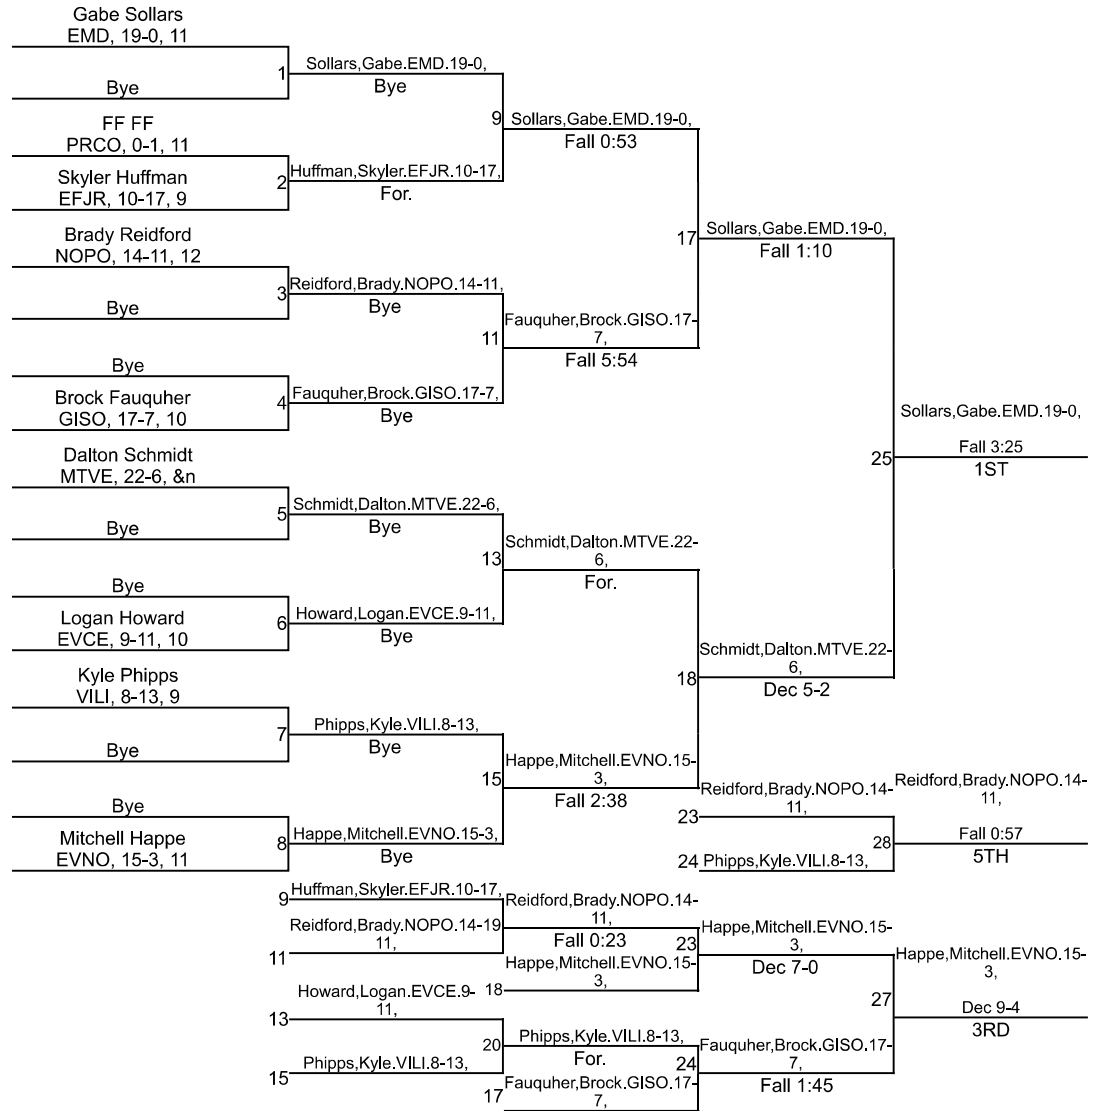 Gabe Sollars
EMD, 19-0, 11
1
Sollars,Gabe.EMD.19-0,
Bye
Bye
9
Sollars,Gabe.EMD.19-0,
Fall 0:53
FF FF
PRCO, 0-1, 11
Skyler Huffman
EFJR, 10-17, 9
2
Huffman,Skyler.EFJR.10-17,
For.
17
Sollars,Gabe.EMD.19-0,
Fall 1:10
Brady Reidford
NOPO, 14-11, 12
3
Reidford,Brady.NOPO.14-11,
Bye
Bye
11
Fauquher,Brock.GISO.17-
7,
Fall 5:54
Bye
Brock Fauquher
GISO, 17-7, 10
4
Fauquher,Brock.GISO.17-7,
Bye
25
Sollars,Gabe.EMD.19-0,
Fall 3:25
1ST
Dalton Schmidt
MTVE, 22-6, &n
5
Schmidt,Dalton.MTVE.22-6,
Bye
Bye
13
Schmidt,Dalton.MTVE.22-
6,
For.
Bye
Logan Howard
EVCE, 9-11, 10
6
Howard,Logan.EVCE.9-11,
Bye
18
Schmidt,Dalton.MTVE.22-
6,
Dec 5-2
Kyle Phipps
VILI, 8-13, 9
7
Phipps,Kyle.VILI.8-13,
Bye
Bye
15
Happe,Mitchell.EVNO.15-
3,
Fall 2:38
Bye
Mitchell Happe
EVNO, 15-3, 11
8
Happe,Mitchell.EVNO.15-3,
Bye
Reidford,Brady.NOPO.14-
11,
23
24
Phipps,Kyle.VILI.8-13,
28
Reidford,Brady.NOPO.14-
11,
Fall 0:57
5TH
9
Huffman,Skyler.EFJR.10-17,
Reidford,Brady.NOPO.14-19
11,
11
Reidford,Brady.NOPO.14-
11,
Fall 0:23
Happe,Mitchell.EVNO.15-
3,
18
23
Happe,Mitchell.EVNO.15-
3,
Dec 7-0
Howard,Logan.EVCE.9-
11,
13
15
Phipps,Kyle.VILI.8-13,
20
Phipps,Kyle.VILI.8-13,
For.
17
Fauquher,Brock.GISO.17-
7,
24
Fauquher,Brock.GISO.17-
7,
Fall 1:45
27
Happe,Mitchell.EVNO.15-
3,
Dec 9-4
3RD